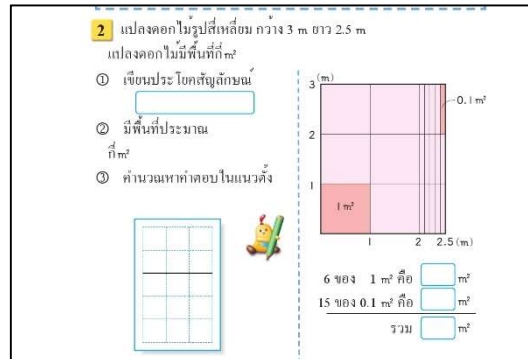 2 แปลงดอกไม้รูปสี่เหลี่ยม กว้าง 3 m ยาว 2.5 m
แปลงดอกไม้มีพื้นที่กี่ m²
① เขียนประโยคสัญลักษณ์
② มีพื้นที่ประมาณ
กี่ m²
③ คำนวณหาคำตอบในแนวตั้ง
3 (m)
0.1 m²
2
1
1 m²
1 2 2.5 (m)
6 ของ 1 m² คือ m²
15 ของ 0.1 m² คือ m²
รวม m²